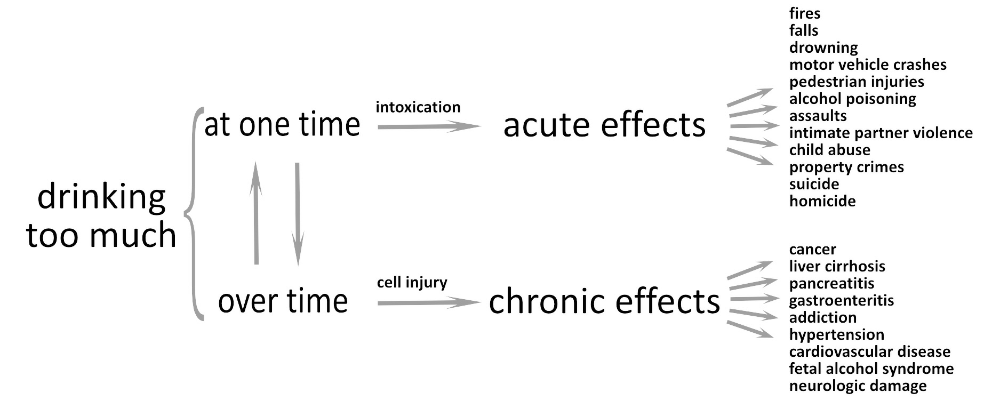 drinking
too much
at one time
intoxication
acute effects
fires
falls
drowning
motor vehicle crashes
pedestrian injuries
alcohol poisoning
assaults
intimate partner violence
child abuse
property crimes
suicide
homicide
over time
cell injury
chronic effects
cancer
liver cirrhosis
pancreatitis
gastroenteritis
addiction
hypertension
cardiovascular disease
fetal alcohol syndrome
neurologic damage